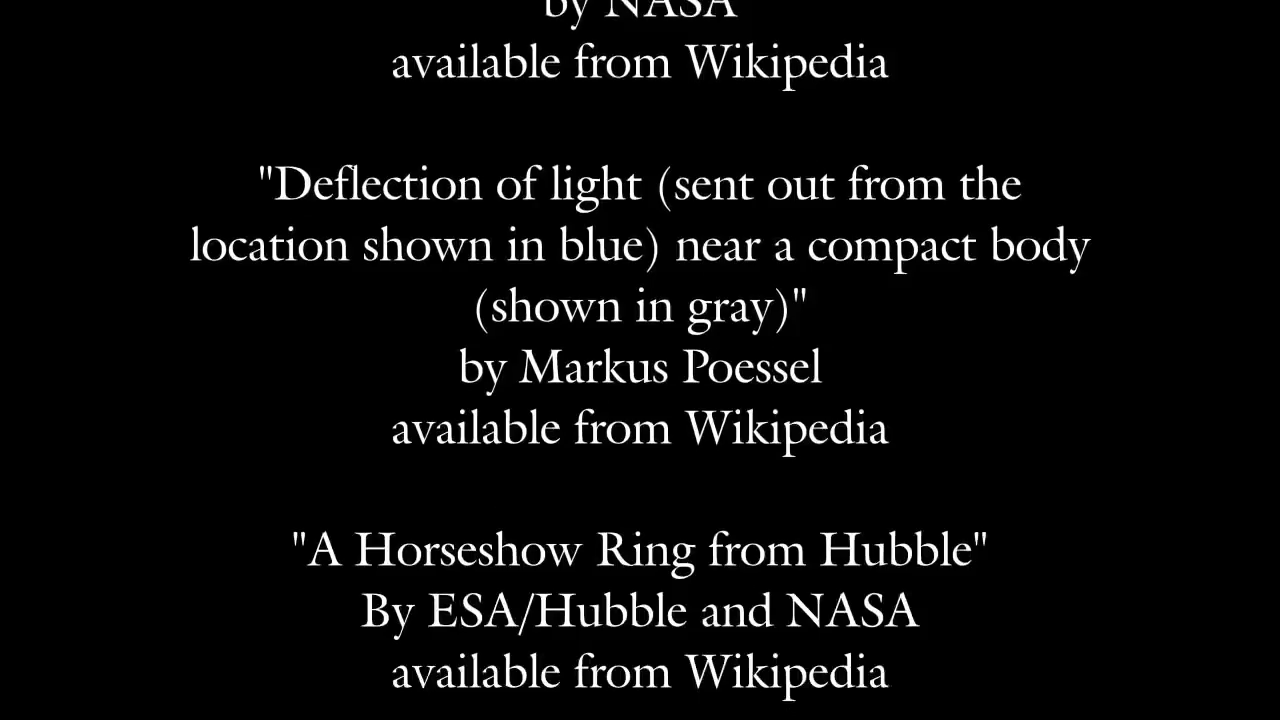 by NASA
available from Wikipedia
"Deflection of light (sent out from the
location shown in blue) near a compact body
(shown in gray)"
by Markus Poessel
available from Wikipedia
"A Horseshow Ring from Hubble"
By ESA/Hubble and NASA
available from Wikipedia